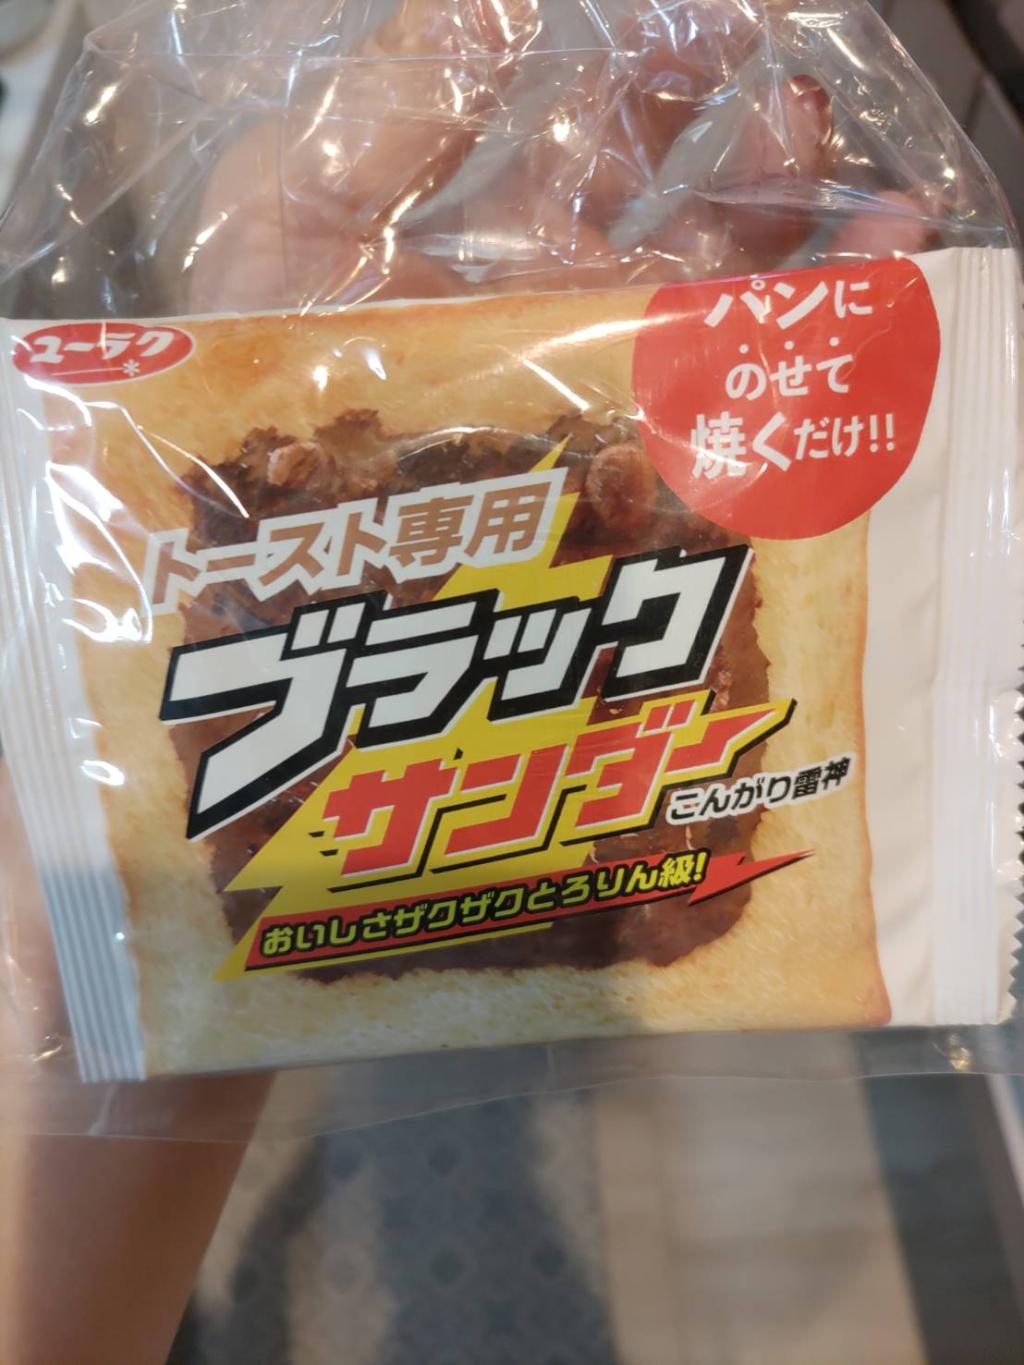 ユーラク
パンに
のせて
焼くだけ!!
トースト専用
ブラック
サンダー
こんがり雷神
おいしさザクザクとろりん級!